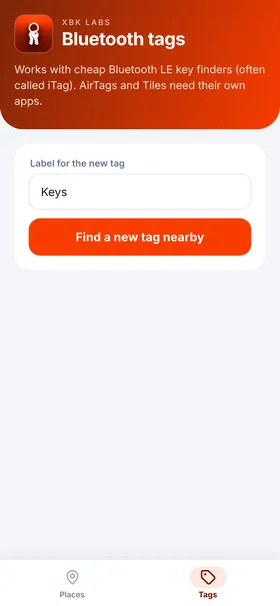 XBK LABS
Bluetooth tags
Works with cheap Bluetooth LE key finders (often
called iTag). AirTags and Tiles need their own
apps.
Label for the new tag
Keys
Find a new tag nearby
Places
Tags